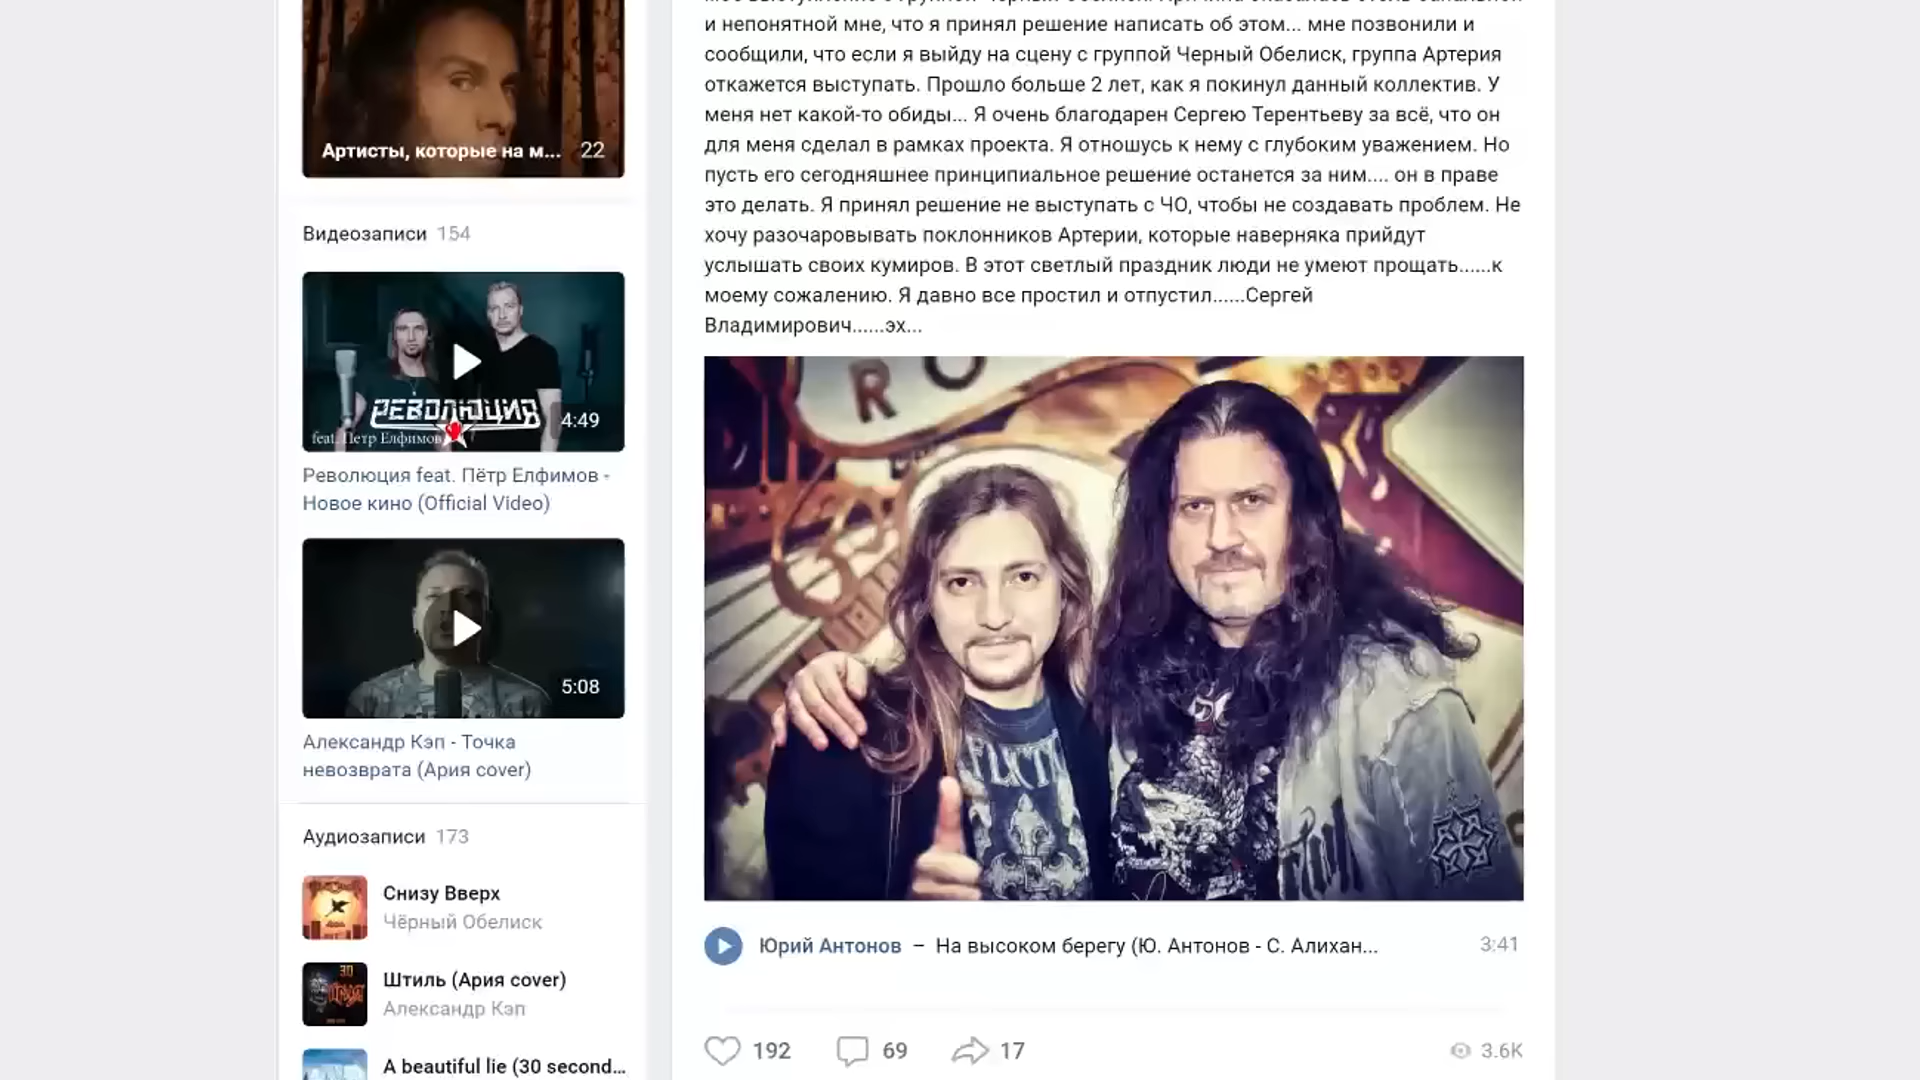 Артисты, которые на м... 22
Видеозаписи 154
РЕВОЛЮЦИЯ
feat. Петр Елфимов
4:49
Революция feat. Пётр Елфимов -
Новое кино (Official Video)
5:08
Александр Кэп - Точка
невозврата (Ария cover)
Аудиозаписи 173
Снизу Вверх
Чёрный Обелиск
Штиль (Ария cover)
Александр Кэп
A beautiful lie (30 second...
и непонятной мне, что я принял решение написать об этом... мне позвонили и
сообщили, что если я выйду на сцену с группой Черный Обелиск, группа Артерия
откажется выступать. Прошло больше 2 лет, как я покинул данный коллектив. У
меня нет какой-то обиды... Я очень благодарен Сергею Терентьеву за всё, что он
для меня сделал в рамках проекта. Я отношусь к нему с глубоким уважением. Но
пусть его сегодняшнее принципиальное решение останется за ним.... он в праве
это делать. Я принял решение не выступать с ЧО, чтобы не создавать проблем. Не
хочу разочаровывать поклонников Артерии, которые наверняка прийдут
услышать своих кумиров. В этот светлый праздник люди не умеют прощать......к
моему сожалению. Я давно все простил и отпустил......Сергей
Владимирович......эх...
RO
Юрий Антонов – На высоком берегу (Ю. Антонов - С. Алихан... 3:41
192 69 17 3.6K